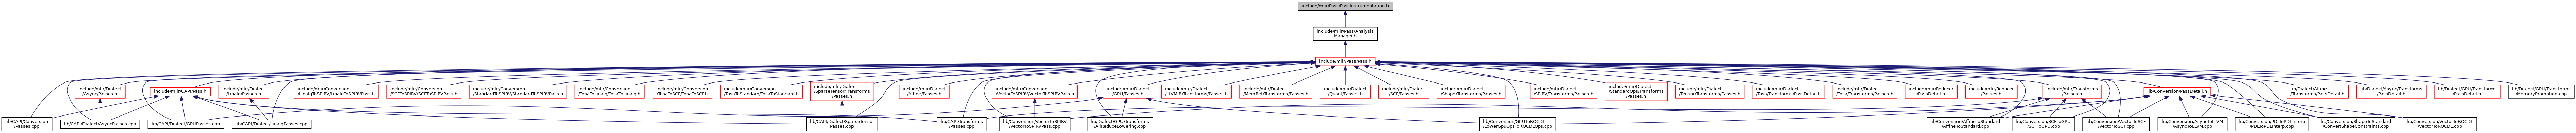 include/mlir/Pass/PassInstrumentation.h
include/mlir/Pass/Analysis
Manager.h
include/mlir/Pass/Pass.h
include/mlir/Dialect
/Async/Passes.h
include/mlir/CAPI/Pass.h
include/mlir/Dialect
/Linalg/Passes.h
include/mlir/Conversion
/LinalgToSPIRV/LinalgToSPIRVPass.h
include/mlir/Conversion
/SCFToSPIRV/SCFToSPIRVPass.h
include/mlir/Conversion
/StandardToSPIRV/StandardToSPIRVPass.h
include/mlir/Conversion
/TosaToLinalg/TosaToLinalg.h
include/mlir/Conversion
/TosaToSCF/TosaToSCF.h
include/mlir/Conversion
/TosaToStandard/TosaToStandard.h
include/mlir/Dialect
/SparseTensor/Transforms
/Passes.h
include/mlir/Dialect
/Affine/Passes.h
include/mlir/Conversion
/VectorToSPIRV/VectorToSPIRVPass.h
include/mlir/Dialect
/GPU/Passes.h
include/mlir/Dialect
/LLVMIR/Transforms/Passes.h
include/mlir/Dialect
/MemRef/Transforms/Passes.h
include/mlir/Dialect
/Quant/Passes.h
include/mlir/Dialect
/SCF/Passes.h
include/mlir/Dialect
/Shape/Transforms/Passes.h
include/mlir/Dialect
/SPIRV/Transforms/Passes.h
include/mlir/Dialect
/StandardOps/Transforms
/Passes.h
include/mlir/Dialect
/Tensor/Transforms/Passes.h
include/mlir/Dialect
/Tosa/Transforms/PassDetail.h
include/mlir/Dialect
/Tosa/Transforms/Passes.h
include/mlir/Reducer
/PassDetail.h
include/mlir/Reducer
/Passes.h
include/mlir/Transforms
/Passes.h
lib/Conversion/PassDetail.h
lib/Dialect/Affine
/Transforms/PassDetail.h
lib/Dialect/Async/Transforms
/PassDetail.h
lib/Dialect/GPU/Transforms
/PassDetail.h
lib/Dialect/GPU/Transforms
/MemoryPromotion.cpp
lib/CAPI/Conversion
/Passes.cpp
lib/CAPI/Dialect/AsyncPasses.cpp
lib/CAPI/Dialect/GPUPasses.cpp
lib/CAPI/Dialect/LinalgPasses.cpp
lib/CAPI/Dialect/SparseTensor
Passes.cpp
lib/CAPI/Transforms
/Passes.cpp
lib/Conversion/VectorToSPIRV
/VectorToSPIRVPass.cpp
lib/Dialect/GPU/Transforms
/AllReduceLowering.cpp
lib/Conversion/GPUToROCDL
/LowerGpuOpsToROCDLOps.cpp
lib/Conversion/AffineToStandard
/AffineToStandard.cpp
lib/Conversion/SCFToGPU
/SCFToGPU.cpp
lib/Conversion/VectorToSCF
/VectorToSCF.cpp
lib/Conversion/AsyncToLLVM
/AsyncToLLVM.cpp
lib/Conversion/PDLToPDLInterp
/PDLToPDLInterp.cpp
lib/Conversion/ShapeToStandard
/ConvertShapeConstraints.cpp
lib/Conversion/VectorToROCDL
/VectorToROCDL.cpp